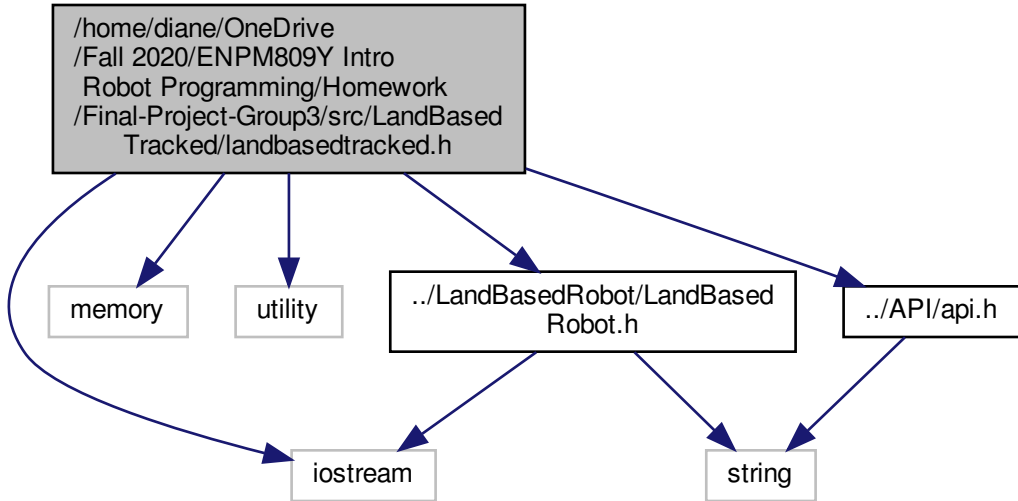 /home/diane/OneDrive
/Fall 2020/ENPM809Y Intro
Robot Programming/Homework
/Final-Project-Group3/src/LandBased
Tracked/landbasedtracked.h
memory
utility
../LandBasedRobot/LandBased
Robot.h
../API/api.h
iostream
string